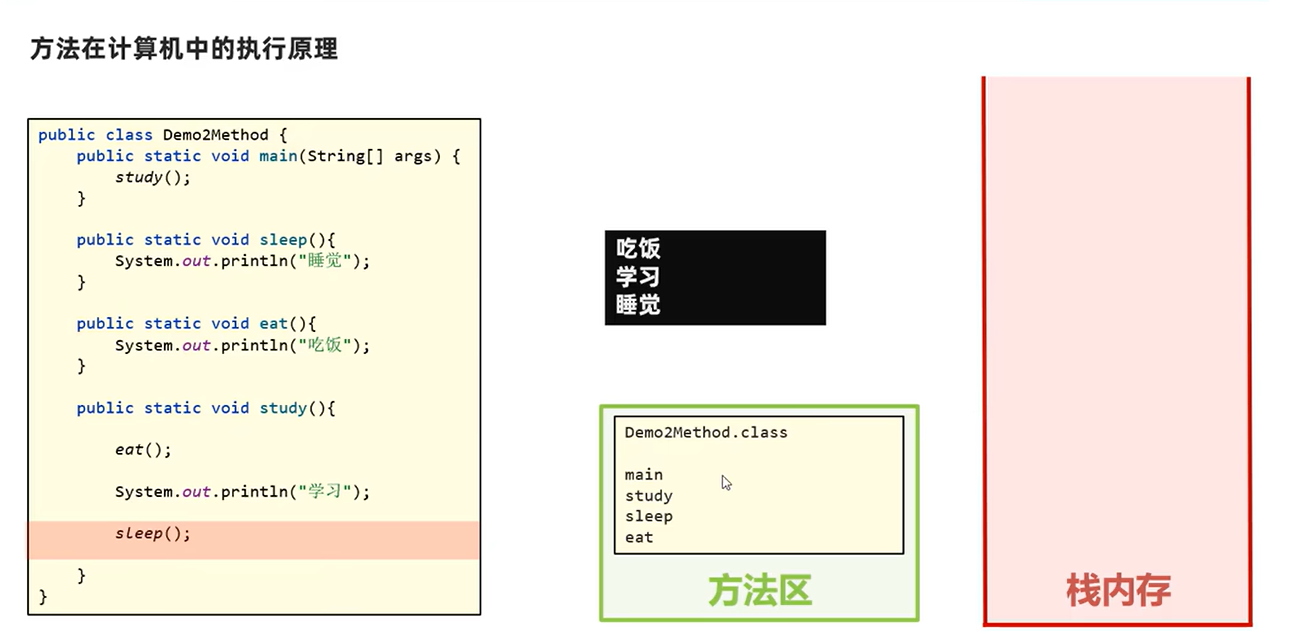 方法在计算机中的执行原理
public class Demo2Method {
    public static void main(String[] args) {
        study();
    }
    public static void sleep(){
        System.out.println("睡觉");
    }
    public static void eat(){
        System.out.println("吃饭");
    }
    public static void study(){
        eat();
        System.out.println("学习");
        sleep();
    }
}
吃饭
学习
睡觉
Demo2Method.class
main
study
sleep
eat
方法区
栈内存